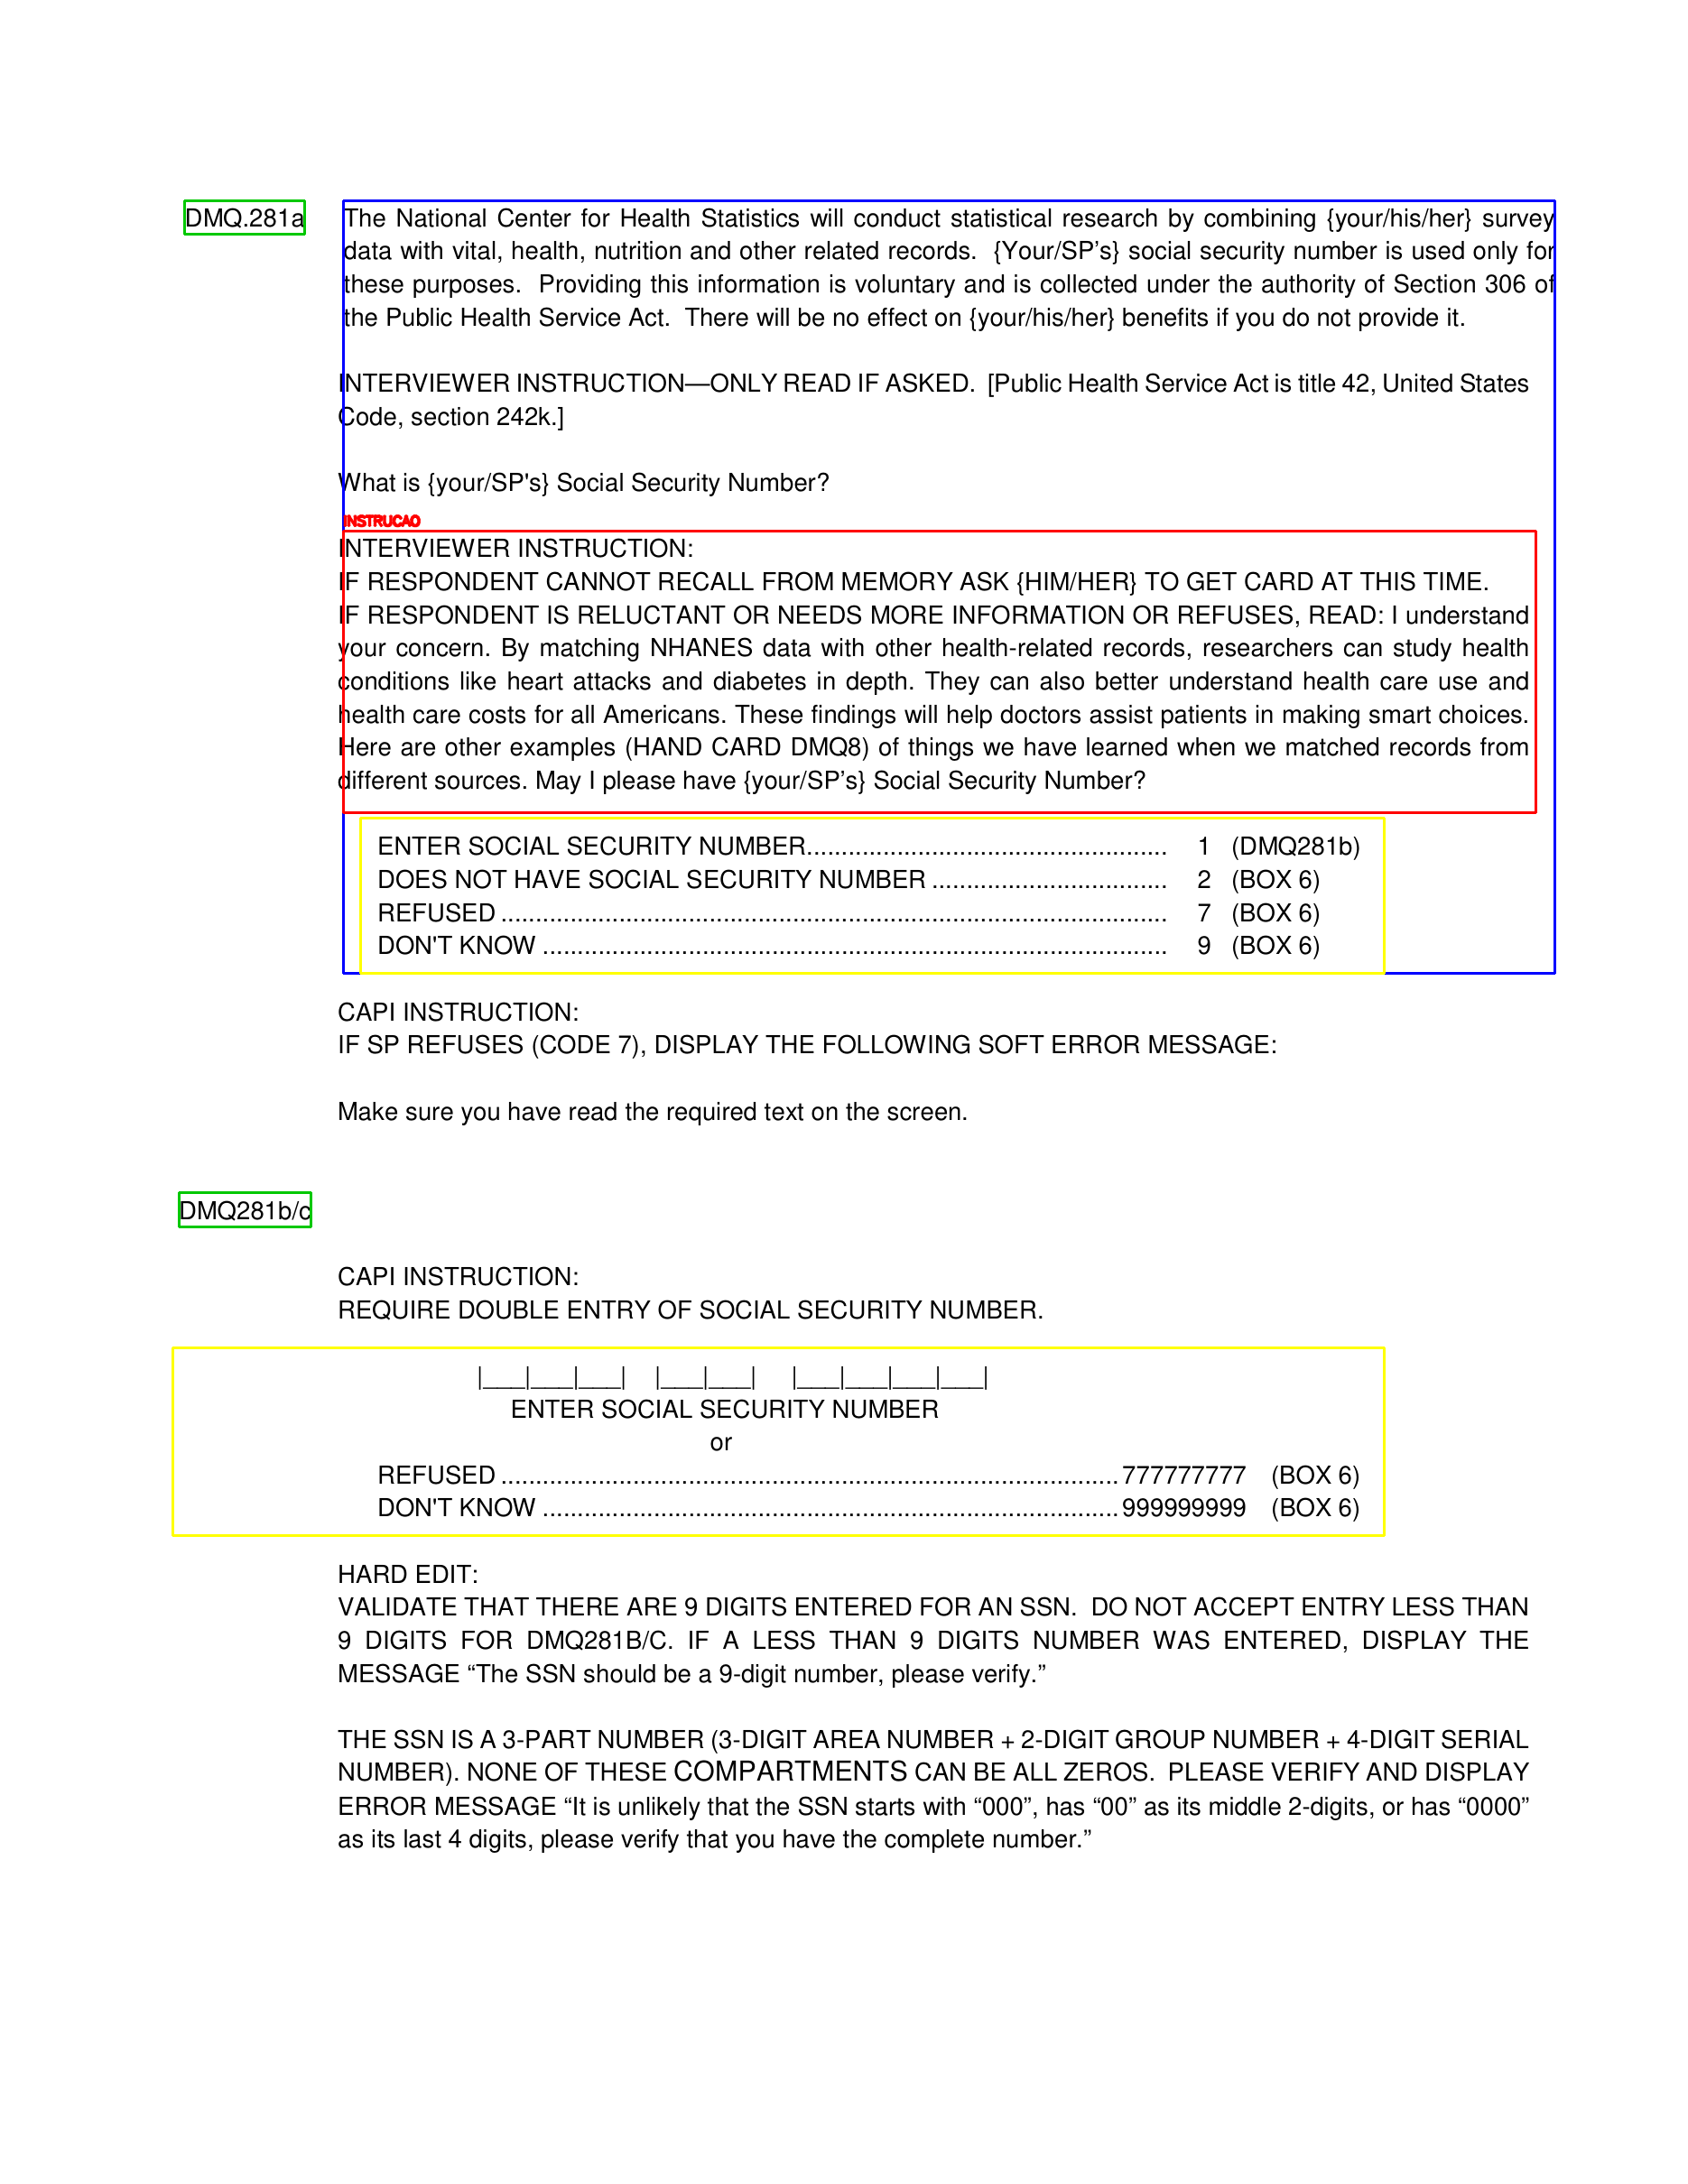 DMQ.281a The National Center for Health Statistics will conduct statistical research by combining {your/his/her} survey
data with vital, health, nutrition and other related records. {Your/SP’s} social security number is used only for
these purposes. Providing this information is voluntary and is collected under the authority of Section 306 of
the Public Health Service Act. There will be no effect on {your/his/her} benefits if you do not provide it.
INTERVIEWER INSTRUCTION—ONLY READ IF ASKED. [Public Health Service Act is title 42, United States
Code, section 242k.]
What is {your/SP's} Social Security Number?
INSTRUCAO
INTERVIEWER INSTRUCTION:
IF RESPONDENT CANNOT RECALL FROM MEMORY ASK {HIM/HER} TO GET CARD AT THIS TIME.
IF RESPONDENT IS RELUCTANT OR NEEDS MORE INFORMATION OR REFUSES, READ: I understand
your concern. By matching NHANES data with other health-related records, researchers can study health
conditions like heart attacks and diabetes in depth. They can also better understand health care use and
health care costs for all Americans. These findings will help doctors assist patients in making smart choices.
Here are other examples (HAND CARD DMQ8) of things we have learned when we matched records from
different sources. May I please have {your/SP’s} Social Security Number?
ENTER SOCIAL SECURITY NUMBER.................................................... 1 (DMQ281b)
DOES NOT HAVE SOCIAL SECURITY NUMBER .................................. 2 (BOX 6)
REFUSED ................................................................................................ 7 (BOX 6)
DON'T KNOW .......................................................................................... 9 (BOX 6)
CAPI INSTRUCTION:
IF SP REFUSES (CODE 7), DISPLAY THE FOLLOWING SOFT ERROR MESSAGE:
Make sure you have read the required text on the screen.
DMQ281b/c
CAPI INSTRUCTION:
REQUIRE DOUBLE ENTRY OF SOCIAL SECURITY NUMBER.
|___|___|___| |___|___| |___|___|___|___|
ENTER SOCIAL SECURITY NUMBER
or
REFUSED ......................................................................................... 777777777 (BOX 6)
DON'T KNOW ................................................................................... 999999999 (BOX 6)
HARD EDIT:
VALIDATE THAT THERE ARE 9 DIGITS ENTERED FOR AN SSN. DO NOT ACCEPT ENTRY LESS THAN
9 DIGITS FOR DMQ281B/C. IF A LESS THAN 9 DIGITS NUMBER WAS ENTERED, DISPLAY THE
MESSAGE “The SSN should be a 9-digit number, please verify.”
THE SSN IS A 3-PART NUMBER (3-DIGIT AREA NUMBER + 2-DIGIT GROUP NUMBER + 4-DIGIT SERIAL
NUMBER). NONE OF THESE COMPARTMENTS CAN BE ALL ZEROS. PLEASE VERIFY AND DISPLAY
ERROR MESSAGE “It is unlikely that the SSN starts with “000”, has “00” as its middle 2-digits, or has “0000”
as its last 4 digits, please verify that you have the complete number.”